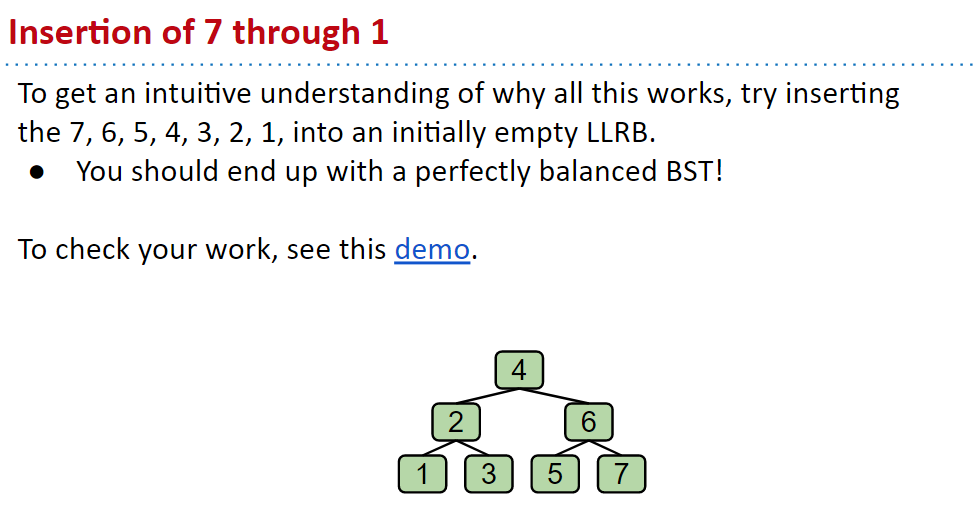 Insertion of 7 through 1
To get an intuitive understanding of why all this works, try inserting
the 7, 6, 5, 4, 3, 2, 1, into an initially empty LLRB.
● You should end up with a perfectly balanced BST!
To check your work, see this demo.
4
2 6
1 3 5 7